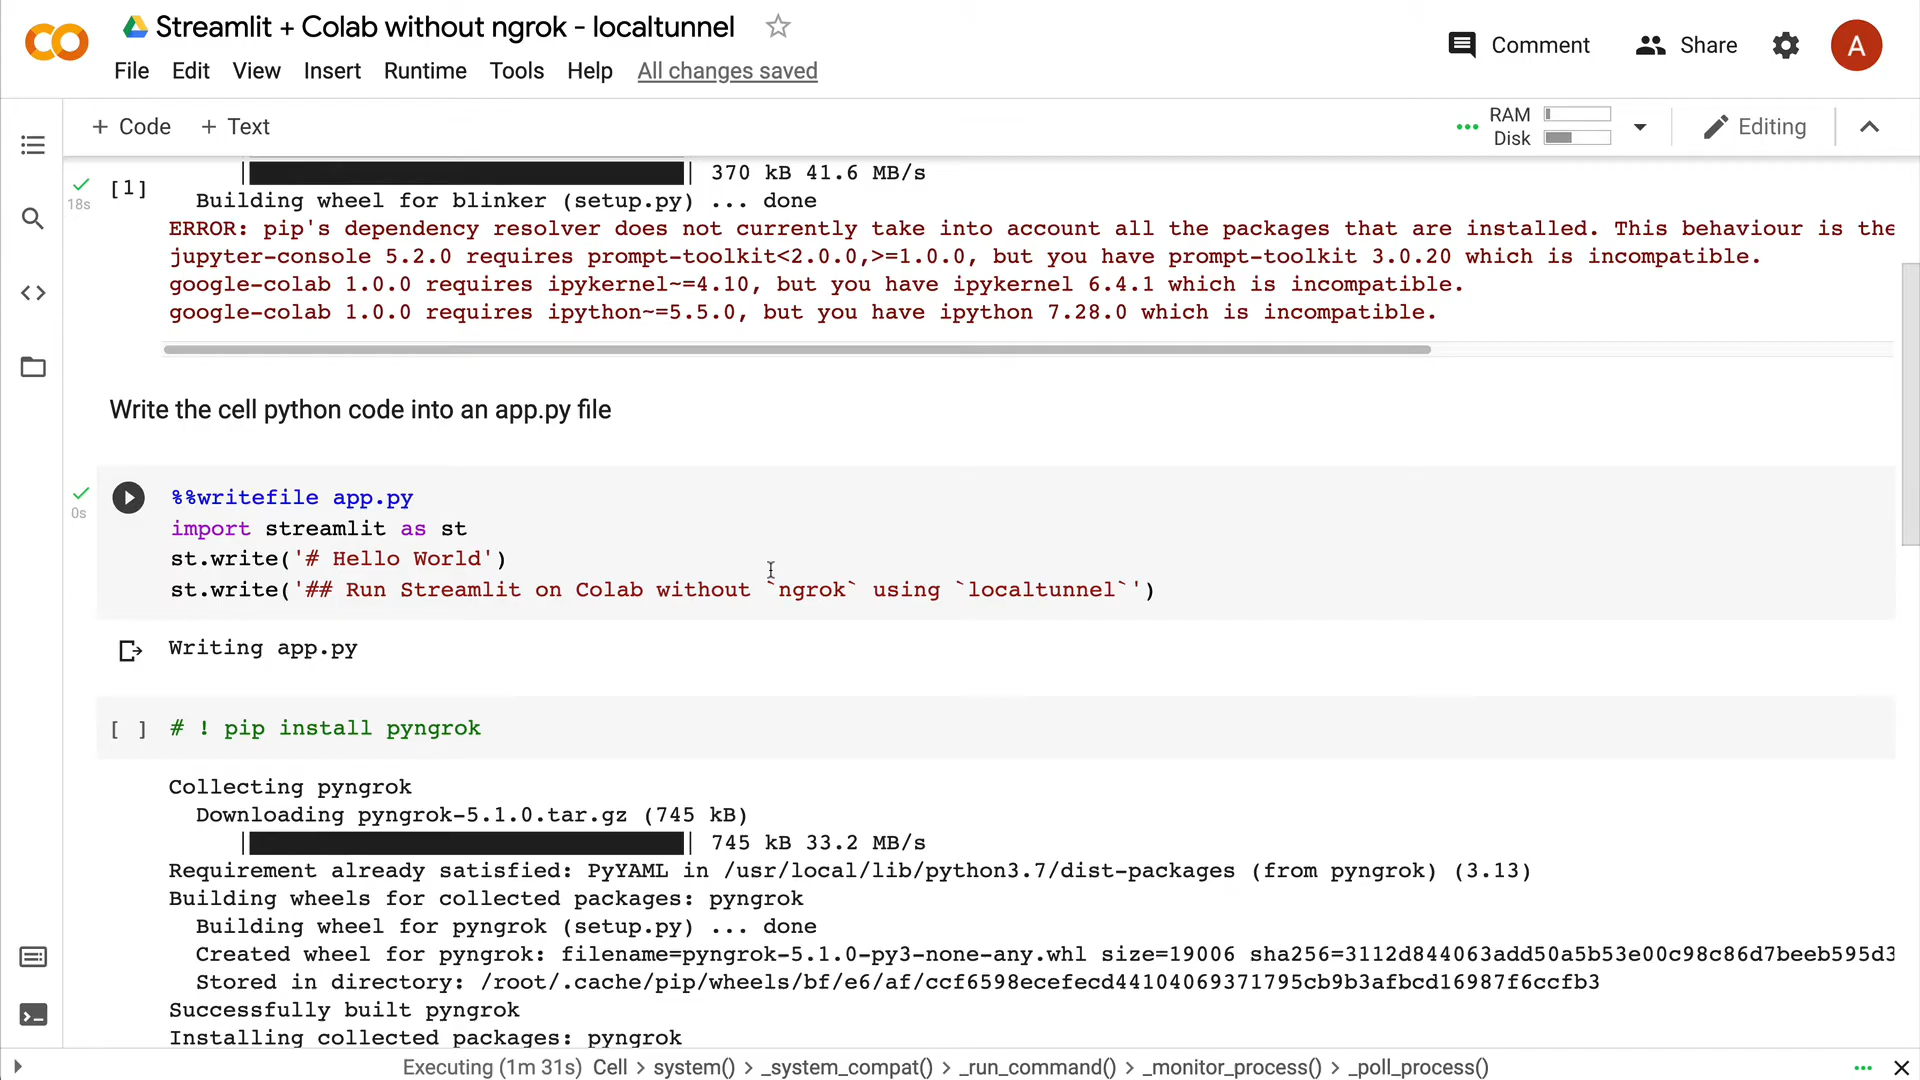 Streamlit + Colab without ngrok - localtunnel
Comment
Share
A
File Edit View Insert Runtime Tools Help All changes saved
+ Code + Text
RAM
Disk
Editing
370 kB 41.6 MB/s
[1]
18s
Building wheel for blinker (setup.py) ... done
ERROR: pip's dependency resolver does not currently take into account all the packages that are installed. This behaviour is the
jupyter-console 5.2.0 requires prompt-toolkit<2.0.0,>=1.0.0, but you have prompt-toolkit 3.0.20 which is incompatible.
google-colab 1.0.0 requires ipykernel~=4.10, but you have ipykernel 6.4.1 which is incompatible.
google-colab 1.0.0 requires ipython~=5.5.0, but you have ipython 7.28.0 which is incompatible.
Write the cell python code into an app.py file
0s
%%writefile app.py
import streamlit as st
st.write('# Hello World')
st.write('## Run Streamlit on Colab without `ngrok` using `localtunnel`')
Writing app.py
[ ] # ! pip install pyngrok
Collecting pyngrok
Downloading pyngrok-5.1.0.tar.gz (745 kB)
745 kB 33.2 MB/s
Requirement already satisfied: PyYAML in /usr/local/lib/python3.7/dist-packages (from pyngrok) (3.13)
Building wheels for collected packages: pyngrok
Building wheel for pyngrok (setup.py) ... done
Created wheel for pyngrok: filename=pyngrok-5.1.0-py3-none-any.whl size=19006 sha256=3112d844063add50a5b53e00c98c86d7beeb595d3
Stored in directory: /root/.cache/pip/wheels/bf/e6/af/ccf6598ecefecd44104069371795cb9b3afbcd16987f6ccfb3
Successfully built pyngrok
Installing collected packages: pyngrok
Executing (1m 31s) Cell > system() > _system_compat() > _run_command() > _monitor_process() > _poll_process()